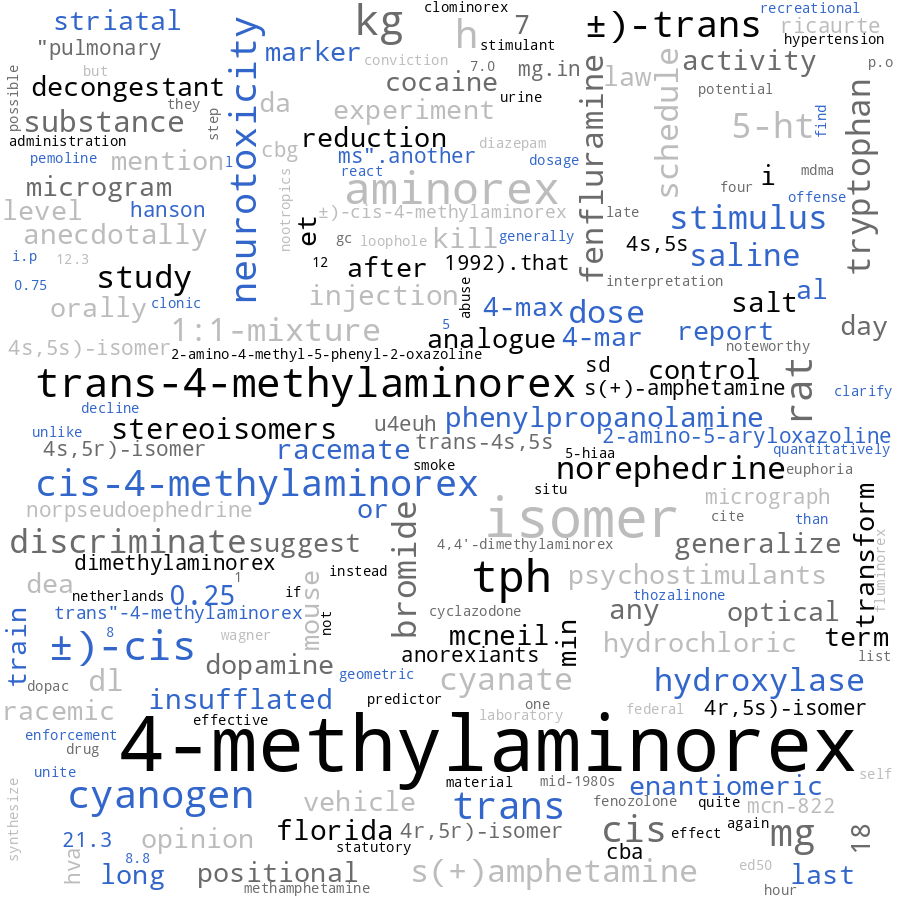 clominorex
recreational
striatal
kg
h
7
±)-trans
ricaurte
stimulant
hypertension
"pulmonary
marker
conviction
neurotoxicity
possible
but
7.0
mg.in
fenfluramine
activity
p.o
law
schedule
decongestant
cocaine
they
da
urine
potential
tryptophan
substance
step
experiment
5-ht
find
administration
reduction
diazepam
cbg
pemoline
mention
1
ms".another
dosage
react
mdma
i
four
microgram
aminorex
offense
nootropics
level
hanson
±)-cis-4-methylaminorex
late
stimulus
anecdotally
et
gc
loophole
kill
generally
4s,5s
saline
i.p
12.3
12
after
1992).that
study
0.75
interpretation
abuse
injection
al
orally
clonic
4-max
dose
salt
5
1:1-mixture
analogue
4-mar
report
day
4s,5s)-isomer
2-amino-4-methyl-5-phenyl-2-oxazoline
noteworthy
sd
control
rat
trans-4-methylaminorex
s(+)-amphetamine
clarify
decline
unlike
stereoisomers
u4euh
phenylpropanolamine
4s,5r)-isomer
racemate
trans-4s,5s
2-amino-5-aryloxazoline
quantitatively
5-hiaa
smoke
norephedrine
euphoria
cis-4-methylaminorex
situ
micrograph
norpseudoephedrine
or
bromide
isomer
cite
than
transform
discriminate
suggest
4,4'-dimethylaminorex
generalize
fluminorex
dimethylaminorex
dea
1
instead
tph
psychostimulants
netherlands
0.25
if
mouse
thozalinone
trans"-4-methylaminorex
not
cyclazodone
any
optical
train
±)-cis
8
wagner
mcneil.
min
hydroxylase
hydrochloric
term
anorexiants
list
dopamine
dopac
dl
geometric
cyanate
insufflated
predictor
racemic
effective
one
laboratory
federal
4r,5s)-isomer
enforcement
drug
4-methylaminorex
unite
self
material
mid-1980s
enantiomeric
synthesize
cyanogen
vehicle
trans
fenozolone
quite
mcn-822
21.3
opinion
florida
4r,5r)-isomer
cis
effect
again
mg
18
statutory
cba
hva
8.8
long
positional
s(+)amphetamine
ed50
last
methamphetamine
hour